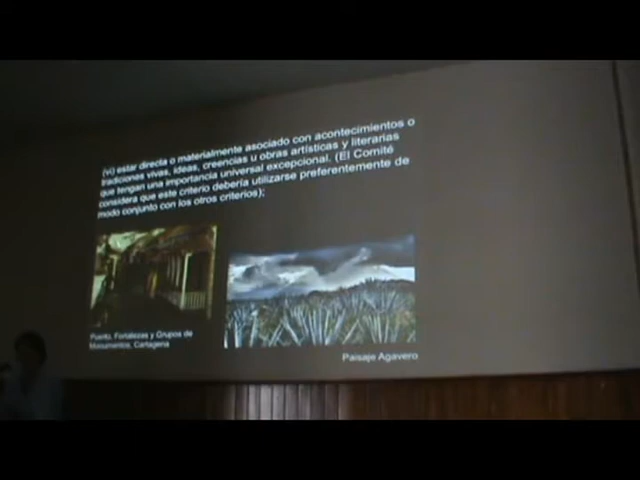 (vi) estar directa o materialmente asociado con acontecimientos o
tradiciones vivas, ideas, creencias u obras artísticas y literarias
que tengan una importancia universal excepcional. (El Comité
considera que este criterio debería utilizarse preferentemente de
modo conjunto con los otros criterios);
Puerto, Fortalezas y Grupos de
Monumentos, Cartagena
Paisaje Agavero